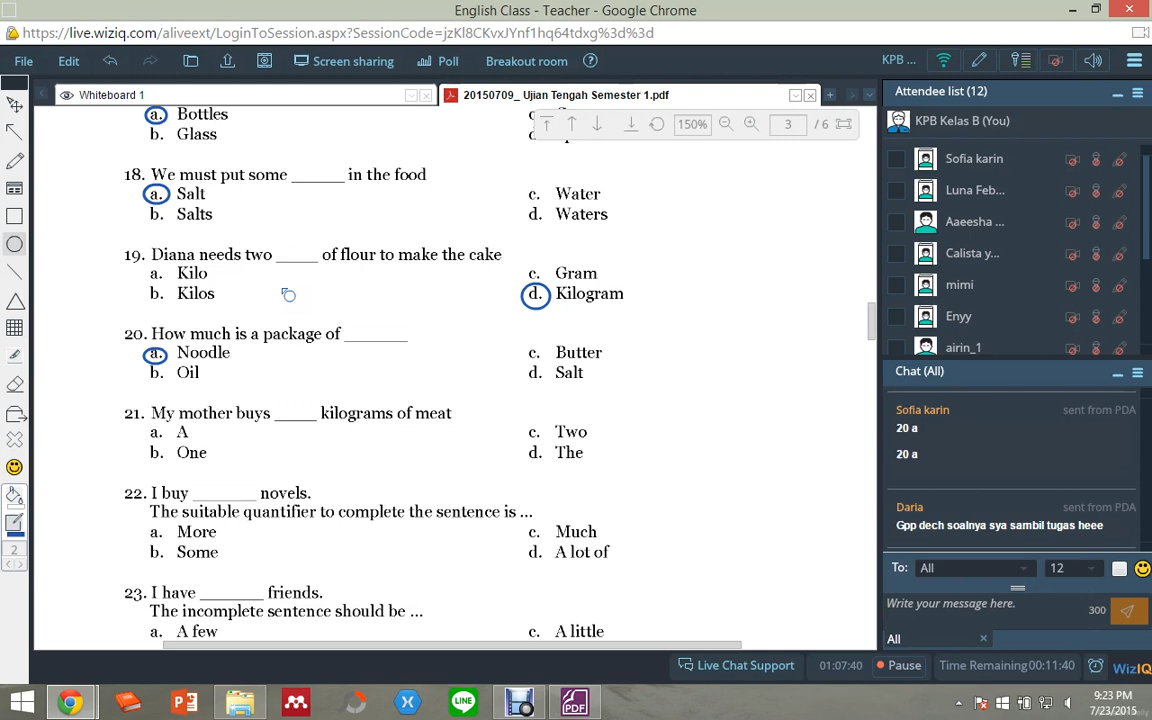 English Class - Teacher - Google Chrome
https://live.wiziq.com/aliveext/LoginToSession.aspx?SessionCode=jzKl8CKvxJYnf1hq64tdxg%3d%3d
File Edit Screen sharing Poll Breakout room ? KPB ...
Whiteboard 1
20150709_ Ujian Tengah Semester 1.pdf
150% 3 / 6
a. Bottles
b. Glass
18. We must put some ______ in the food
a. Salt c. Water
b. Salts d. Waters
19. Diana needs two _____ of flour to make the cake
a. Kilo c. Gram
b. Kilos d. Kilogram
20. How much is a package of ________
a. Noodle c. Butter
b. Oil d. Salt
21. My mother buys _____ kilograms of meat
a. A c. Two
b. One d. The
22. I buy ________ novels.
The suitable quantifier to complete the sentence is ...
a. More c. Much
b. Some d. A lot of
23. I have ________ friends.
The incomplete sentence should be ...
a. A few c. A little
2
Attendee list (12)
KPB Kelas B (You)
Sofia karin
Luna Feb...
Aaeesha ...
Calista y...
mimi
Enyy
airin_1
Chat (All)
Sofia karin sent from PDA
20 a
20 a
Daria sent from PDA
Gpp dech soalnya sya sambil tugas heee
To: All 12
Write your message here. 300
All
Live Chat Support 01:07:40 Pause Time Remaining 00:11:40 WizIQ
PDF
LINE
9:23 PM
7/23/2015